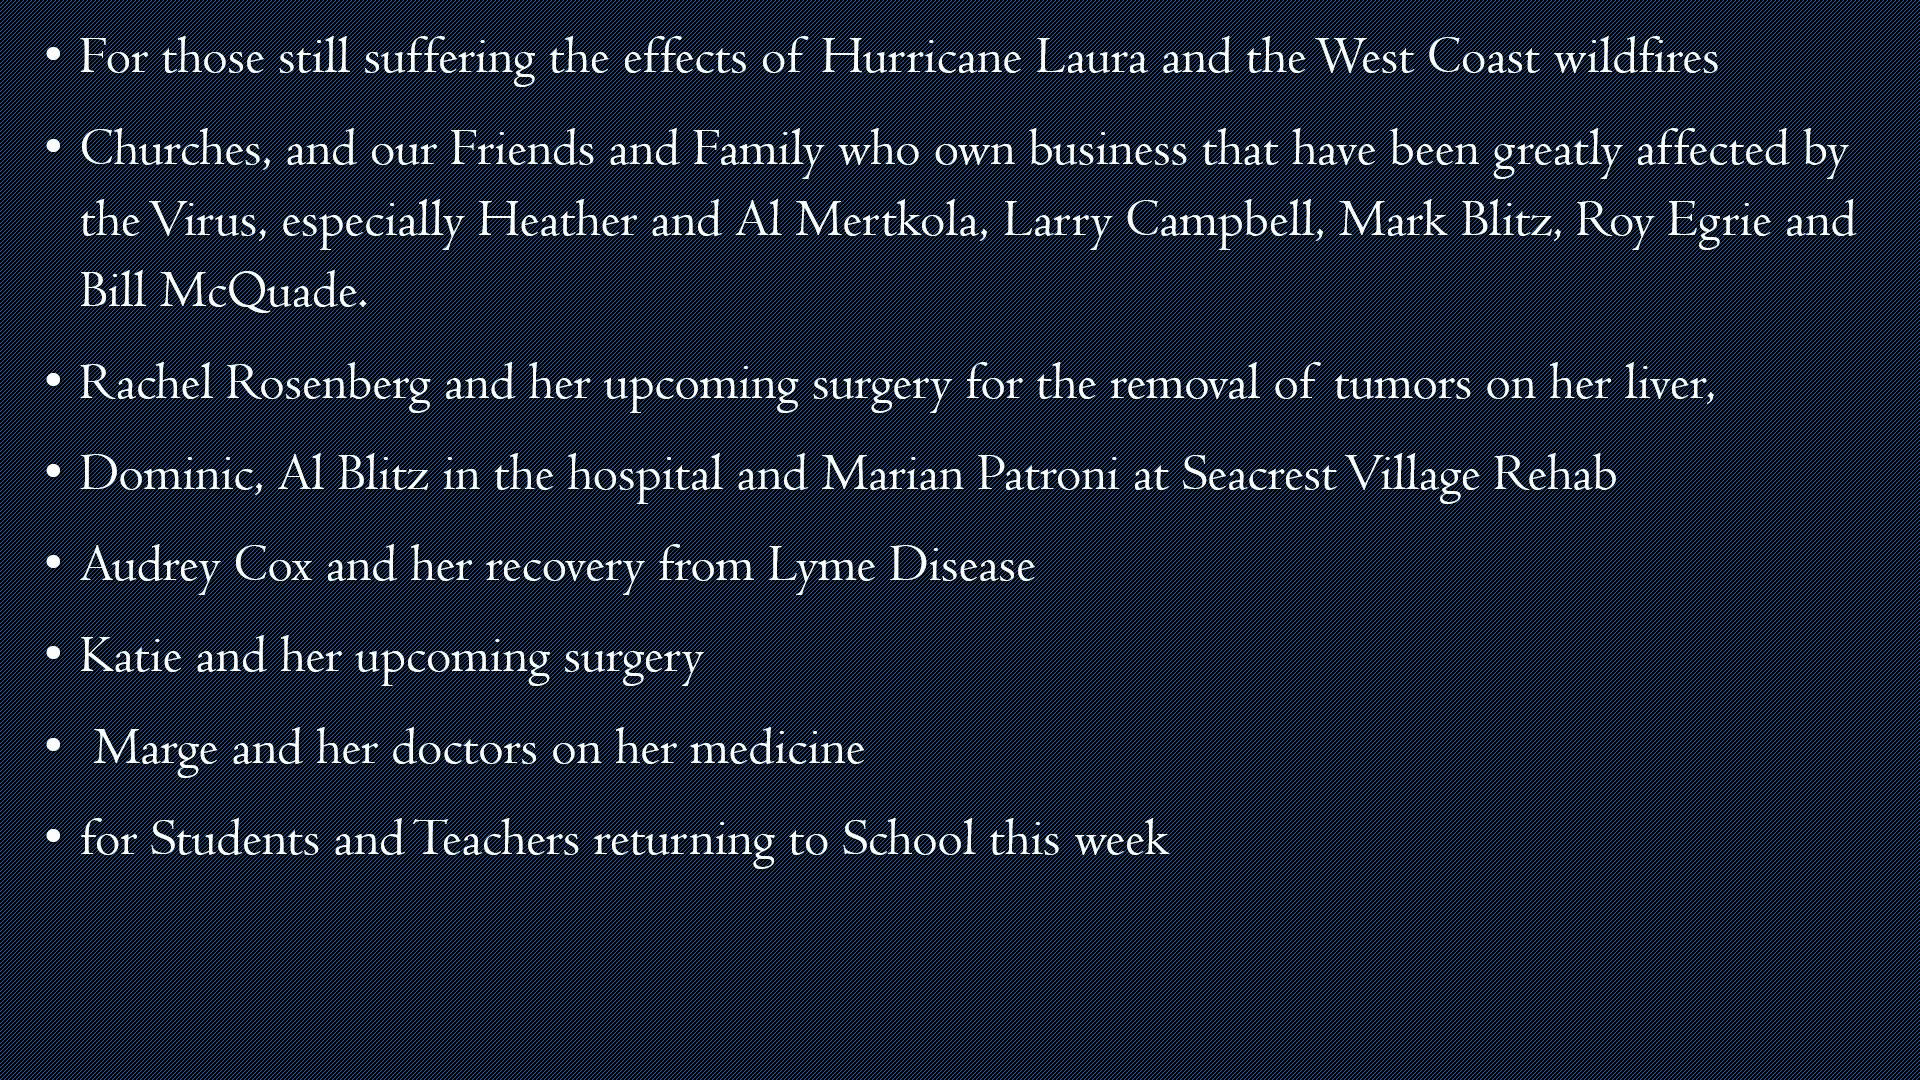 • For those still suffering the effects of Hurricane Laura and the West Coast wildfires
• Churches, and our Friends and Family who own business that have been greatly affected by
the Virus, especially Heather and Al Mertkola, Larry Campbell, Mark Blitz, Roy Egrie and
Bill McQuade.
• Rachel Rosenberg and her upcoming surgery for the removal of tumors on her liver,
• Dominic, Al Blitz in the hospital and Marian Patroni at Seacrest Village Rehab
• Audrey Cox and her recovery from Lyme Disease
• Katie and her upcoming surgery
• Marge and her doctors on her medicine
• for Students and Teachers returning to School this week